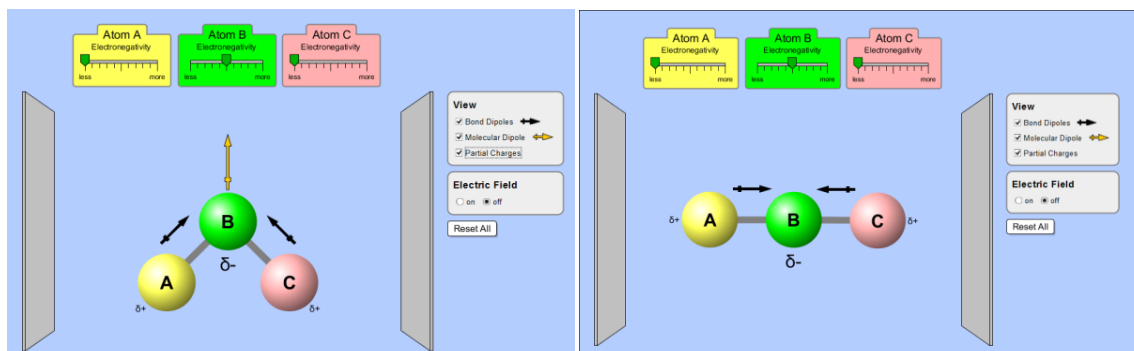 Atom A
Electronegativity
less more
Atom B
Electronegativity
less more
Atom C
Electronegativity
less more
View
Bond Dipoles
Molecular Dipole
Partial Charges
Electric Field
on off
Reset All
B
δ-
A
δ+
C
δ+
Atom A
Electronegativity
less more
Atom B
Electronegativity
less more
Atom C
Electronegativity
less more
View
Bond Dipoles
Molecular Dipole
Partial Charges
Electric Field
on off
Reset All
δ+ A B C δ+
δ-